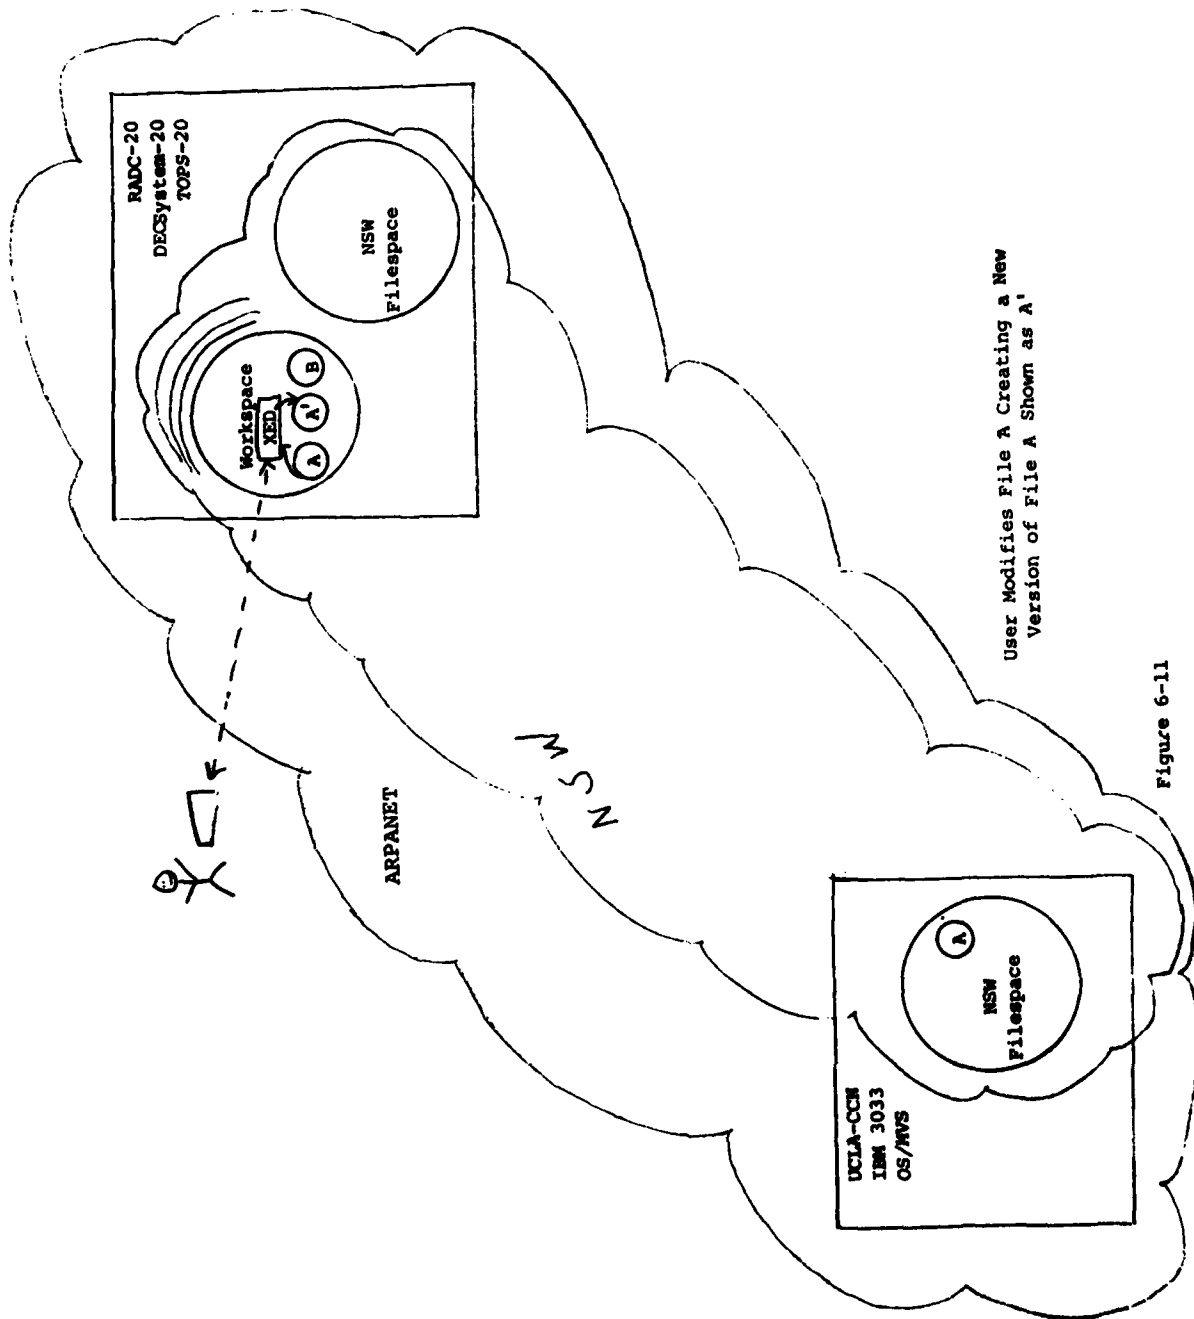 RADC-20
DECSystem-20
TOPS-20
Workspace
XED
A
A'
B
NSW
Filespace
ARPANET
NSW
UCLA-CCN
IBM 3033
OS/MVS
NSW
Filespace
A
User Modifies File A Creating a New
Version of File A Shown as A'
Figure 6-11